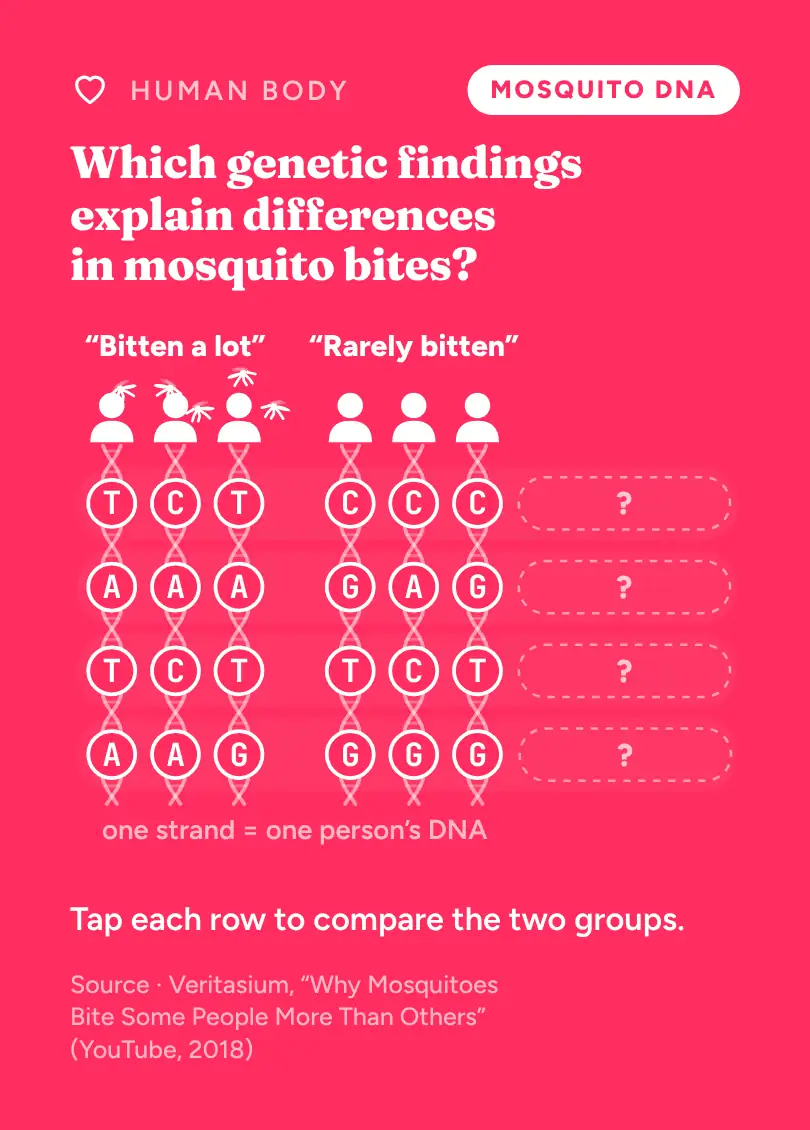 HUMAN BODY
MOSQUITO DNA
Which genetic findings
explain differences
in mosquito bites?
“Bitten a lot” “Rarely bitten”
T C T C C C ?
A A A G A G ?
T C T T C T ?
A A G G G G ?
one strand = one person’s DNA
Tap each row to compare the two groups.
Source · Veritasium, “Why Mosquitoes
Bite Some People More Than Others”
(YouTube, 2018)